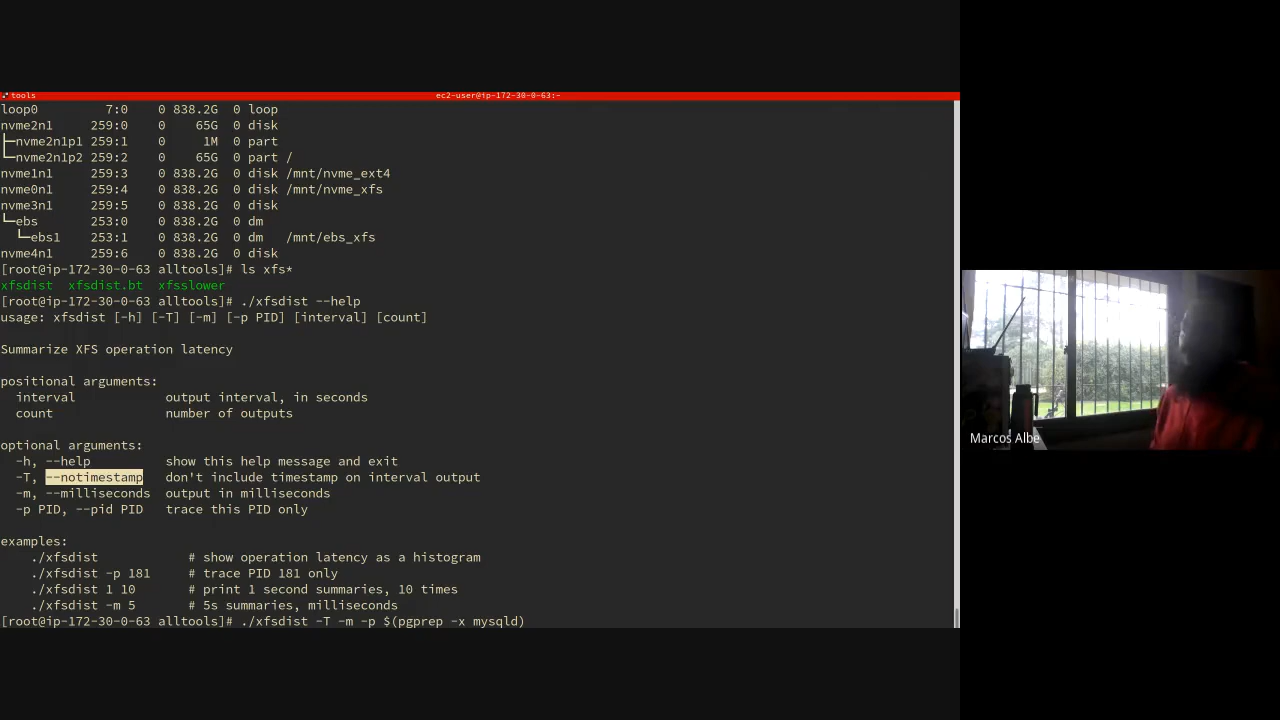 tools
ec2-user@ip-172-30-0-63:~
loop0 7:0 0 838.2G 0 loop
nvme2n1 259:0 0 65G 0 disk
├─nvme2n1p1 259:1 0 1M 0 part
└─nvme2n1p2 259:2 0 65G 0 part /
nvme1n1 259:3 0 838.2G 0 disk /mnt/nvme_ext4
nvme0n1 259:4 0 838.2G 0 disk /mnt/nvme_xfs
nvme3n1 259:5 0 838.2G 0 disk
└─ebs 253:0 0 838.2G 0 dm
└─ebs1 253:1 0 838.2G 0 dm /mnt/ebs_xfs
nvme4n1 259:6 0 838.2G 0 disk
[root@ip-172-30-0-63 alltools]# ls xfs*
xfsdist xfsdist.bt xfsslower
[root@ip-172-30-0-63 alltools]# ./xfsdist --help
usage: xfsdist [-h] [-T] [-m] [-p PID] [interval] [count]
Summarize XFS operation latency
positional arguments:
interval output interval, in seconds
count number of outputs
optional arguments:
-h, --help show this help message and exit
-T, --notimestamp don't include timestamp on interval output
-m, --milliseconds output in milliseconds
-p PID, --pid PID trace this PID only
examples:
./xfsdist # show operation latency as a histogram
./xfsdist -p 181 # trace PID 181 only
./xfsdist 1 10 # print 1 second summaries, 10 times
./xfsdist -m 5 # 5s summaries, milliseconds
[root@ip-172-30-0-63 alltools]# ./xfsdist -T -m -p $(pgprep -x mysqld)
Marcos Albe